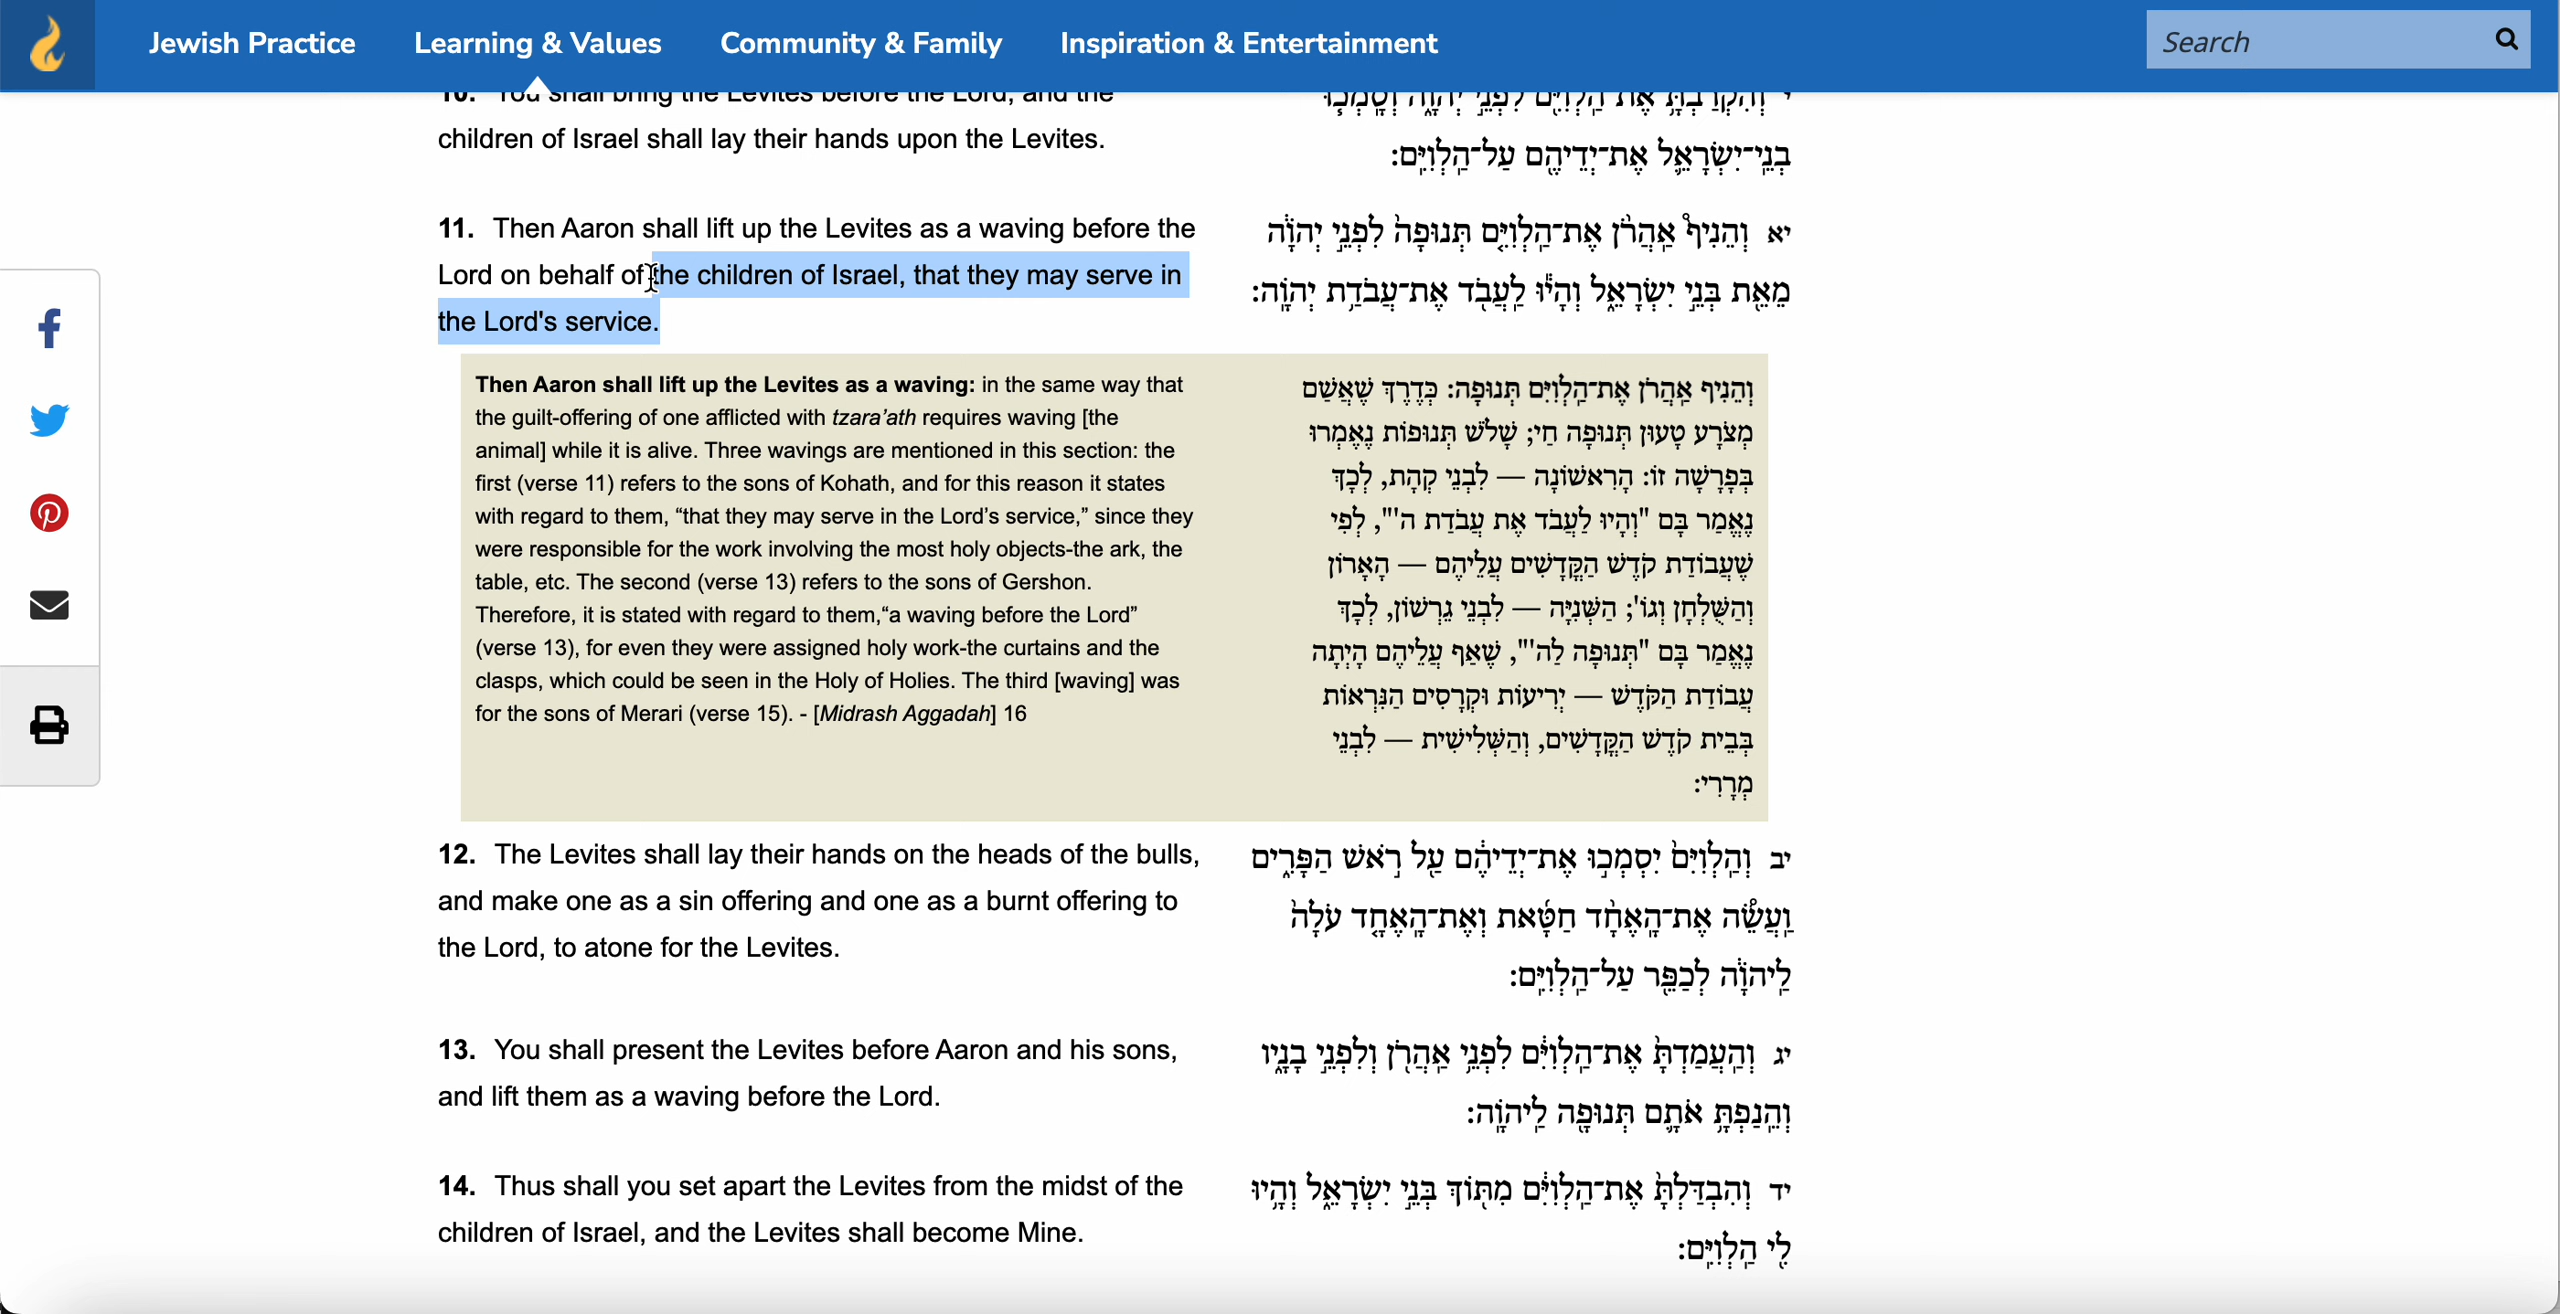 Jewish Practice
Learning & Values
Community & Family
Inspiration & Entertainment
Search
10. You shall bring the Levites before the Lord, and the
children of Israel shall lay their hands upon the Levites.
י וְהִקְרַבְתָּ֥ אֶת הַֽלְוִיִּ֖ם לִפְנֵ֣י יְהֹוָ֑ה וְסָֽמְכ֧וּ
בְנֵֽי־יִשְׂרָאֵ֛ל אֶת־יְדֵיהֶ֖ם עַל־הַֽלְוִיִּֽם:
11. Then Aaron shall lift up the Levites as a waving before the
Lord on behalf of the children of Israel, that they may serve in
the Lord's service.
יא וְהֵנִיף֩ אַֽהֲרֹ֨ן אֶת־הַֽלְוִיִּ֤ם תְּנוּפָה֙ לִפְנֵ֣י יְהֹוָ֔ה
מֵאֵ֖ת בְּנֵ֣י יִשְׂרָאֵ֑ל וְהָי֕וּ לַֽעֲבֹ֖ד אֶת־עֲבֹדַ֥ת יְהֹוָֽה:
Then Aaron shall lift up the Levites as a waving: in the same way that
the guilt-offering of one afflicted with tzara’ath requires waving [the
animal] while it is alive. Three wavings are mentioned in this section: the
first (verse 11) refers to the sons of Kohath, and for this reason it states
with regard to them, “that they may serve in the Lord’s service,” since they
were responsible for the work involving the most holy objects-the ark, the
table, etc. The second (verse 13) refers to the sons of Gershon.
Therefore, it is stated with regard to them,“a waving before the Lord”
(verse 13), for even they were assigned holy work-the curtains and the
clasps, which could be seen in the Holy of Holies. The third [waving] was
for the sons of Merari (verse 15). - [Midrash Aggadah] 16
וְהֵנִיף אַֽהֲרֹן אֶת־הַֽלְוִיִּם תְּנוּפָה: כְּדֶרֶךְ שֶׁאֲשַׁם
מְצֹרָע טָעוּן תְּנוּפָה חַי; שָׁלֹשׁ תְּנוּפוֹת נֶאֶמְרוּ
בְּפָרָשָׁה זוֹ: הָרִאשׁוֹנָה — לִבְנֵי קְהָת, לְכָךְ
נֶאֱמַר בָּם "וְהָיוּ לַעֲבֹד אֶת עֲבֹדַת ה'", לְפִי
שֶׁעֲבוֹדַת קֹדֶשׁ הַקֳּדָשִׁים עֲלֵיהֶם — הָאָרוֹן
וְהַשֻּׁלְחָן וְגוֹ'; הַשְּׁנִיָּה — לִבְנֵי גֵרְשׁוֹן, לְכָךְ
נֶאֱמַר בָּם "תְּנוּפָה לַה'", שֶׁאַף עֲלֵיהֶם הָיְתָה
עֲבוֹדַת הַקֹּדֶשׁ — יְרִיעוֹת וּקְרָסִים הַנִּרְאוֹת
בְּבֵית קֹדֶשׁ הַקֳּדָשִׁים, וְהַשְּׁלִישִׁית — לִבְנֵי
מְרָרִי:
12. The Levites shall lay their hands on the heads of the bulls,
and make one as a sin offering and one as a burnt offering to
the Lord, to atone for the Levites.
יב וְהַֽלְוִיִּם֙ יִסְמְכ֣וּ אֶת־יְדֵיהֶ֔ם עַ֖ל רֹ֣אשׁ הַפָּרִ֑ים
וַֽ֠עֲשֵׂ֠ה אֶת־הָֽאֶחָ֨ד חַטָּ֜את וְאֶת־הָֽאֶחָ֤ד עֹלָה֙
לַֽיהֹוָ֔ה לְכַפֵּ֖ר עַל־הַֽלְוִיִּֽם:
13. You shall present the Levites before Aaron and his sons,
and lift them as a waving before the Lord.
יג וְהַֽעֲמַדְתָּ֙ אֶת־הַֽלְוִיִּ֔ם לִפְנֵ֥י אַֽהֲרֹ֖ן וְלִפְנֵ֣י בָנָ֑יו
וְהֵֽנַפְתָּ֥ אֹתָ֛ם תְּנוּפָ֖ה לַֽיהֹוָֽה:
14. Thus shall you set apart the Levites from the midst of the
children of Israel, and the Levites shall become Mine.
יד וְהִבְדַּלְתָּ֙ אֶת־הַֽלְוִיִּ֔ם מִתּ֖וֹךְ בְּנֵ֣י יִשְׂרָאֵ֑ל וְהָ֥יוּ
לִ֖י הַֽלְוִיִּֽם: